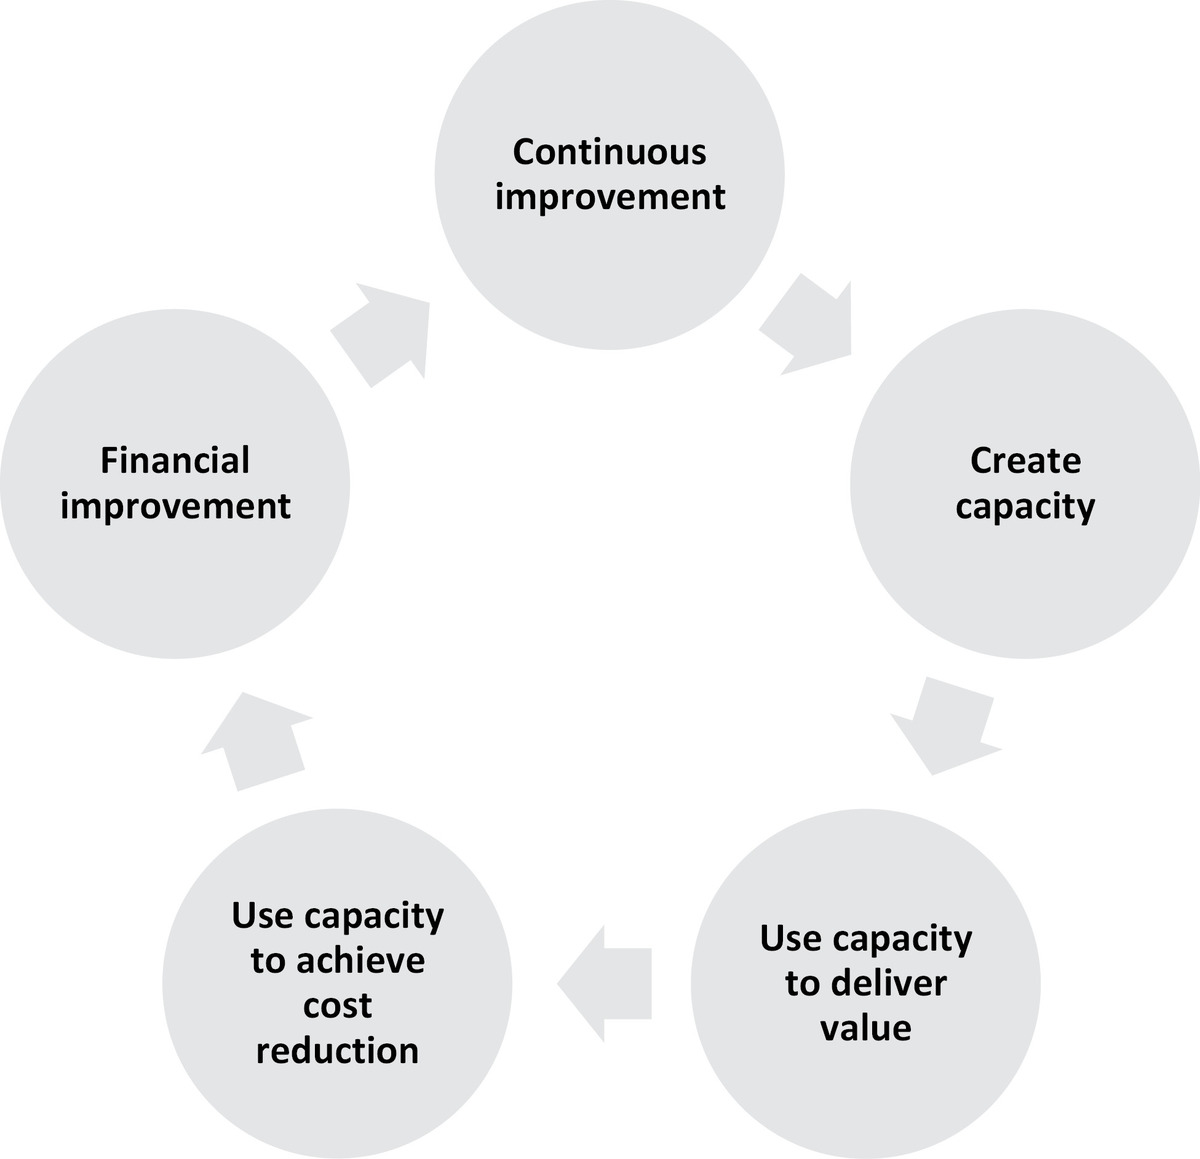 Continuous
improvement
Create
capacity
Use capacity
to deliver
value
Use capacity
to achieve
cost
reduction
Financial
improvement